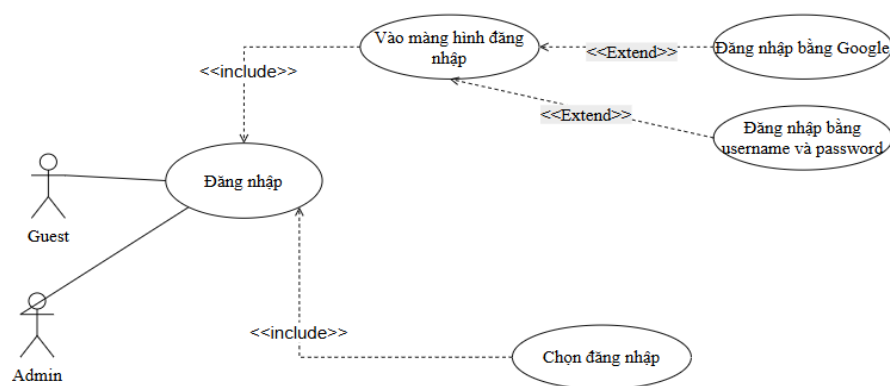 Vào màng hình đăng
nhập
<<Extend>>
Đăng nhập bằng Google
<<include>>
<<Extend>>
Đăng nhập bằng
username và password
Đăng nhập
Guest
<<include>>
Chọn đăng nhập
Admin